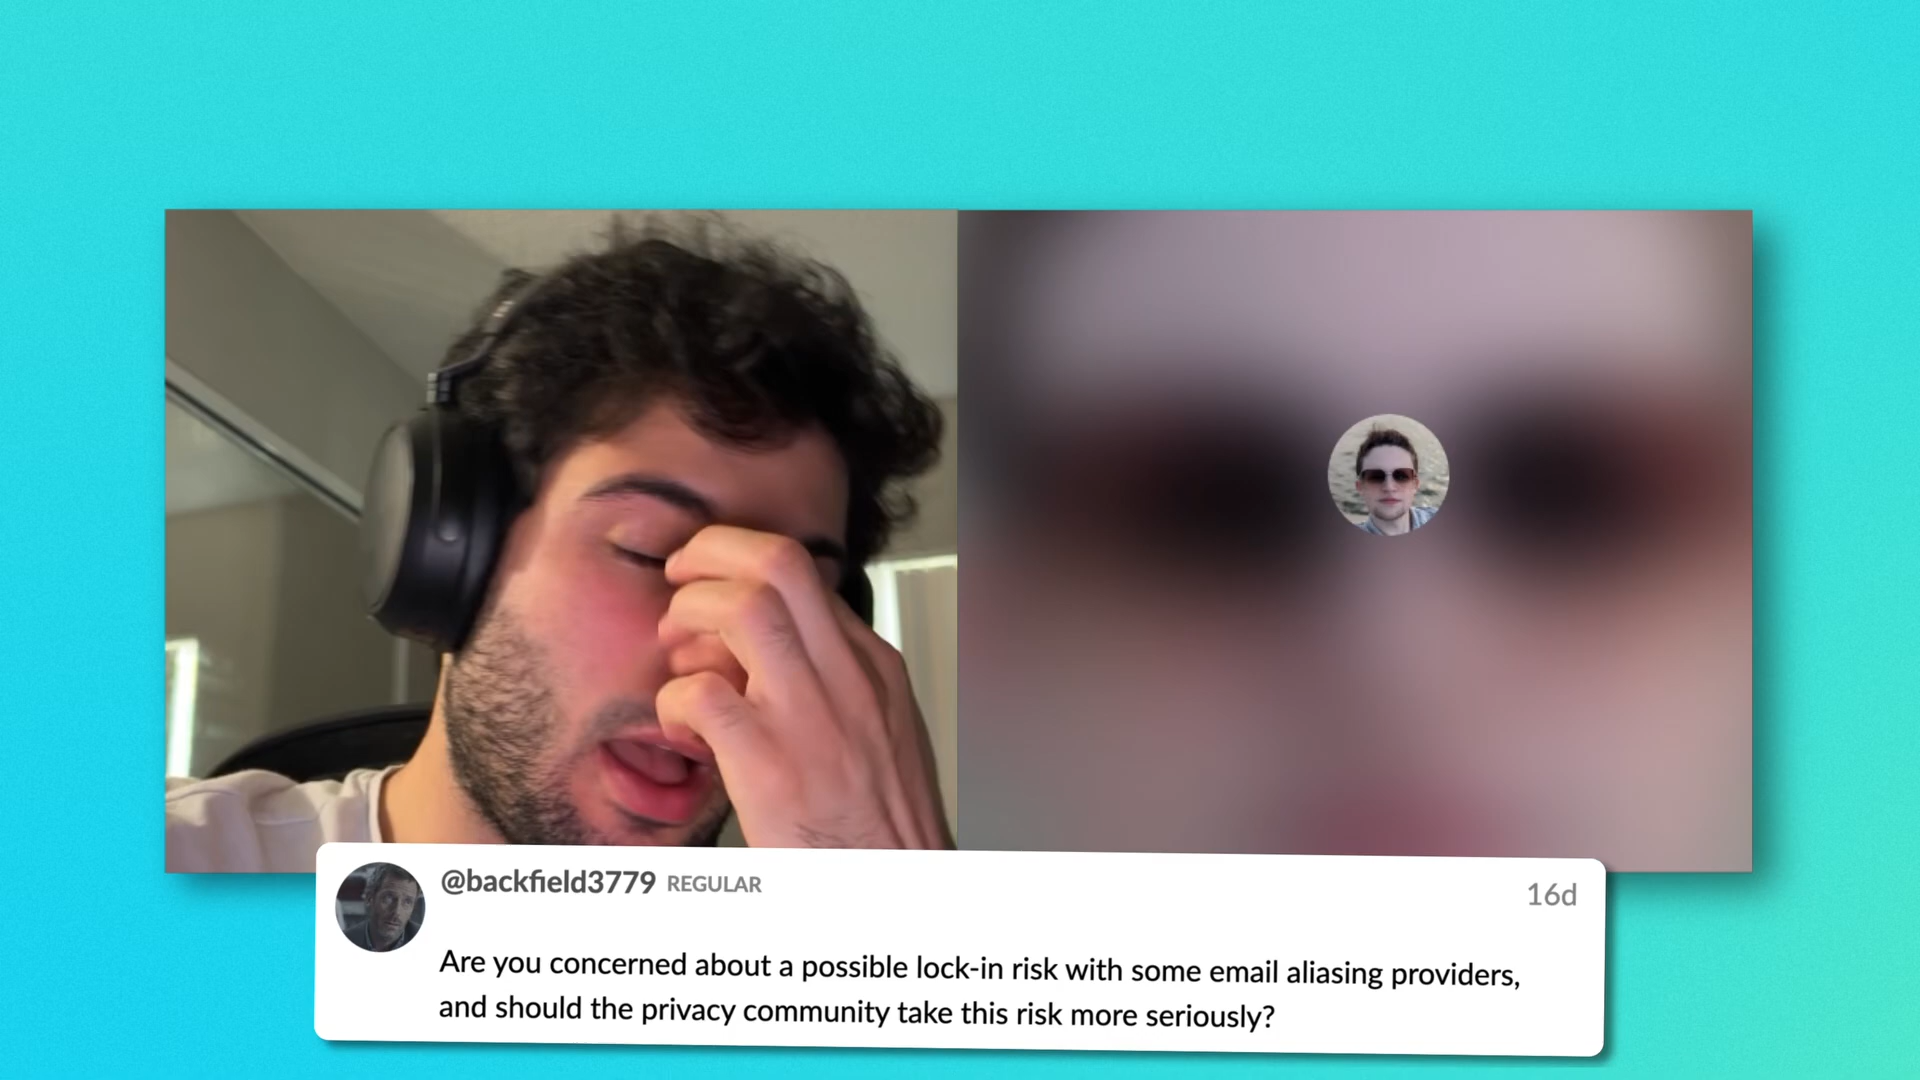 @backfield3779 REGULAR 16d
Are you concerned about a possible lock-in risk with some email aliasing providers,
and should the privacy community take this risk more seriously?